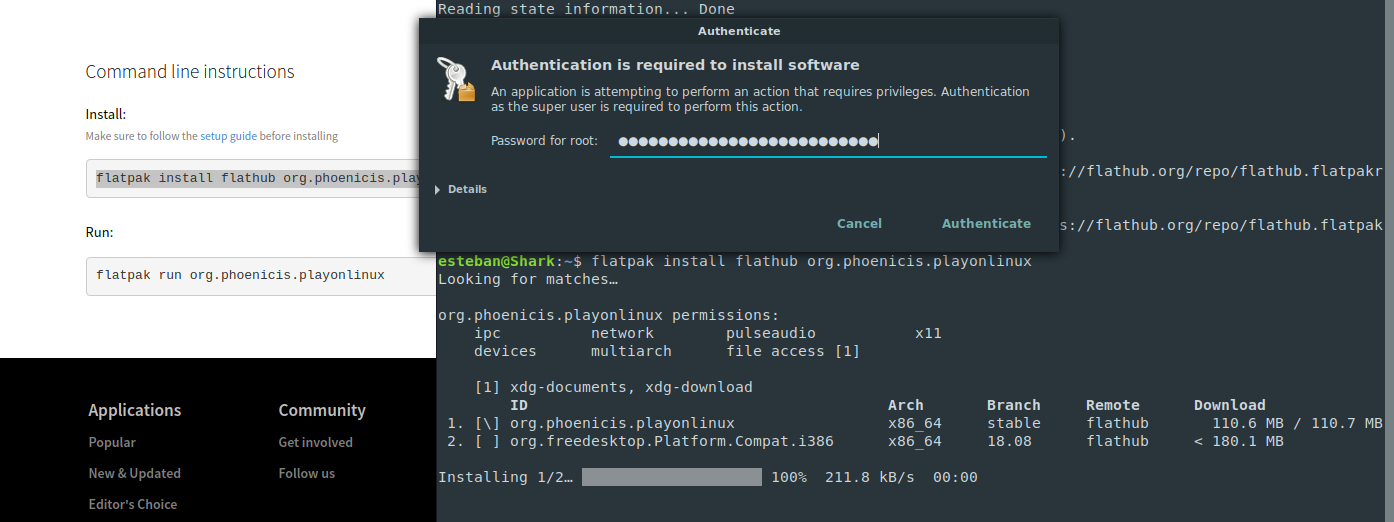 Command line instructions
Install:
Make sure to follow the setup guide before installing
flatpak install flathub org.phoenicis.play
Run:
flatpak run org.phoenicis.playonlinux
Applications
Popular
New & Updated
Editor's Choice
Community
Get involved
Follow us
Reading state information... Done
Authenticate
Authentication is required to install software
An application is attempting to perform an action that requires privileges. Authentication
as the super user is required to perform this action.
Password for root: ●●●●●●●●●●●●●●●●●●●●●●●●●●
Details
Cancel Authenticate
).
://flathub.org/repo/flathub.flatpakr
s://flathub.org/repo/flathub.flatpak
esteban@Shark:~$ flatpak install flathub org.phoenicis.playonlinux
Looking for matches…
org.phoenicis.playonlinux permissions:
ipc network pulseaudio x11
devices multiarch file access [1]
[1] xdg-documents, xdg-download
ID Arch Branch Remote Download
1. [\] org.phoenicis.playonlinux x86_64 stable flathub 110.6 MB / 110.7 MB
2. [ ] org.freedesktop.Platform.Compat.i386 x86_64 18.08 flathub < 180.1 MB
Installing 1/2… 100% 211.8 kB/s 00:00